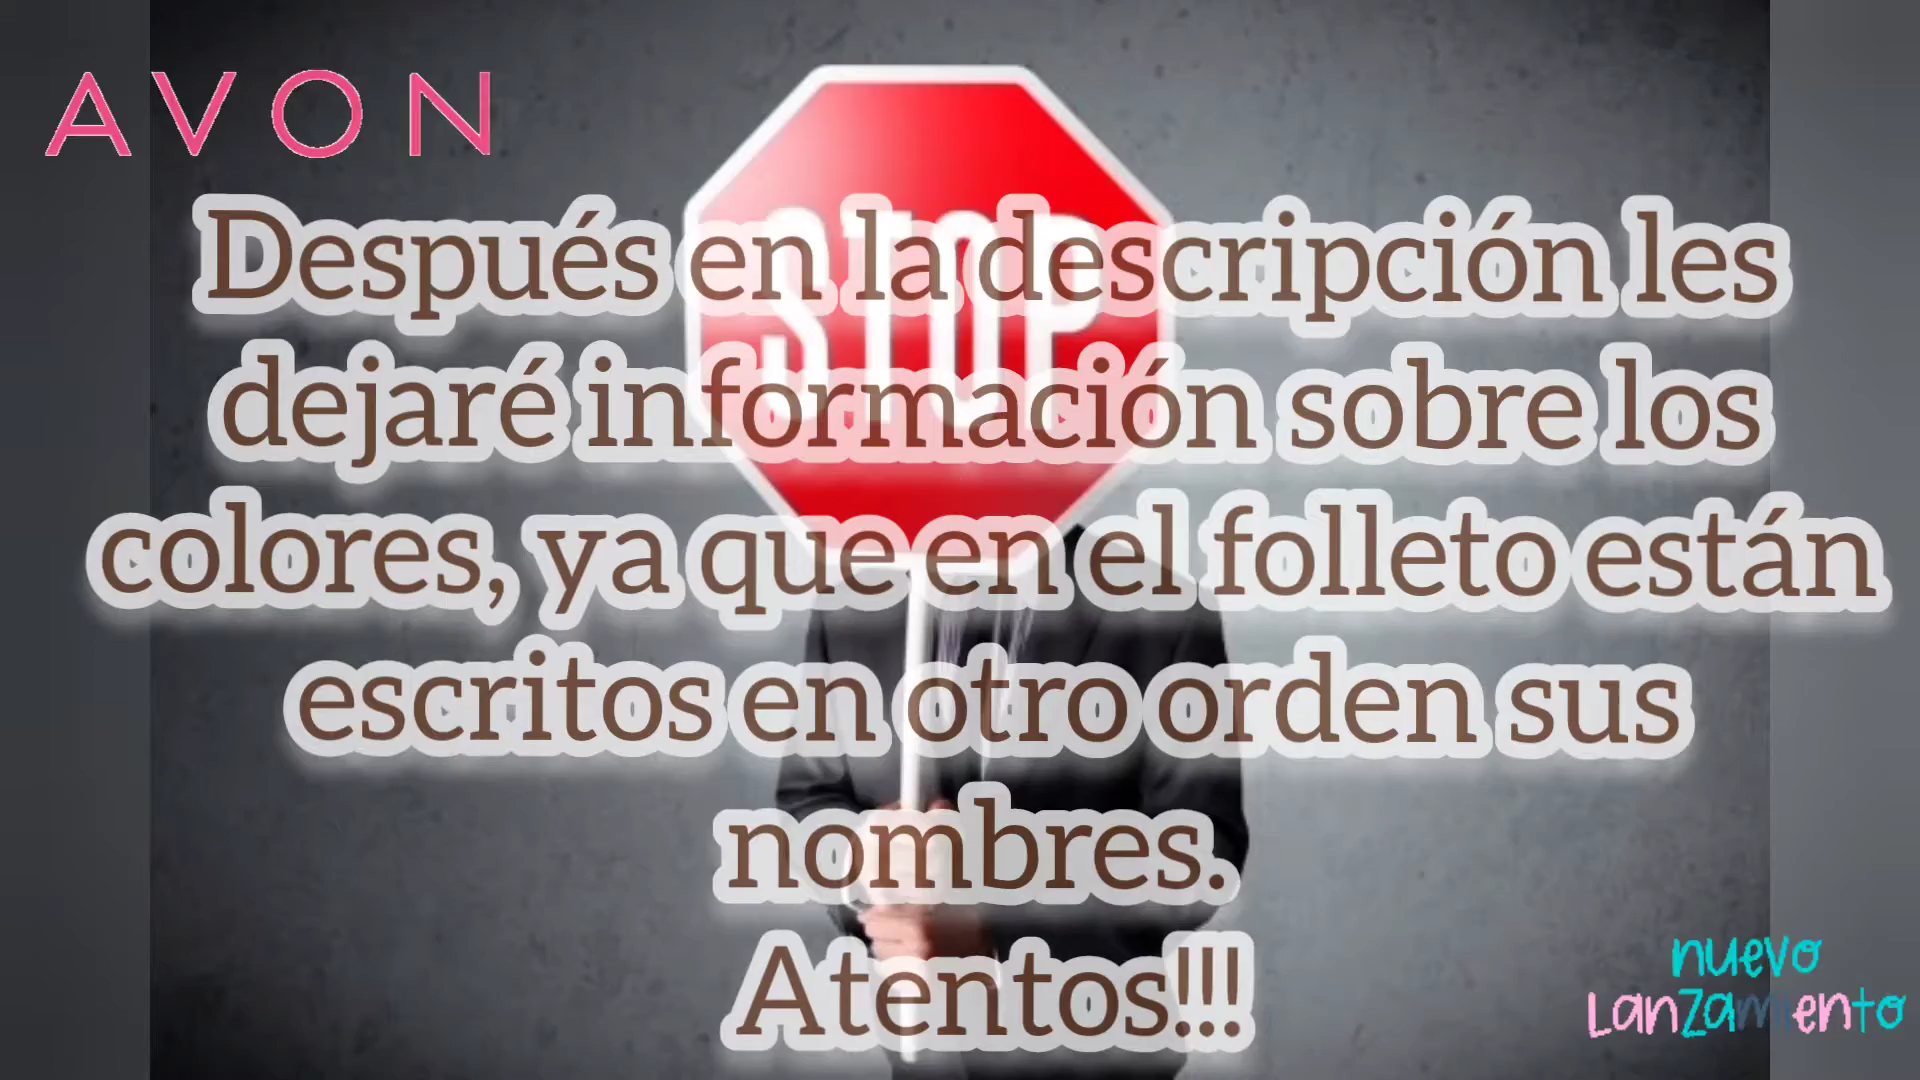 AVON
STOP
Después en la descripción les
dejaré información sobre los
colores, ya que en el folleto están
escritos en otro orden sus
nombres.
Atentos!!!
nuevo
Lanzamiento